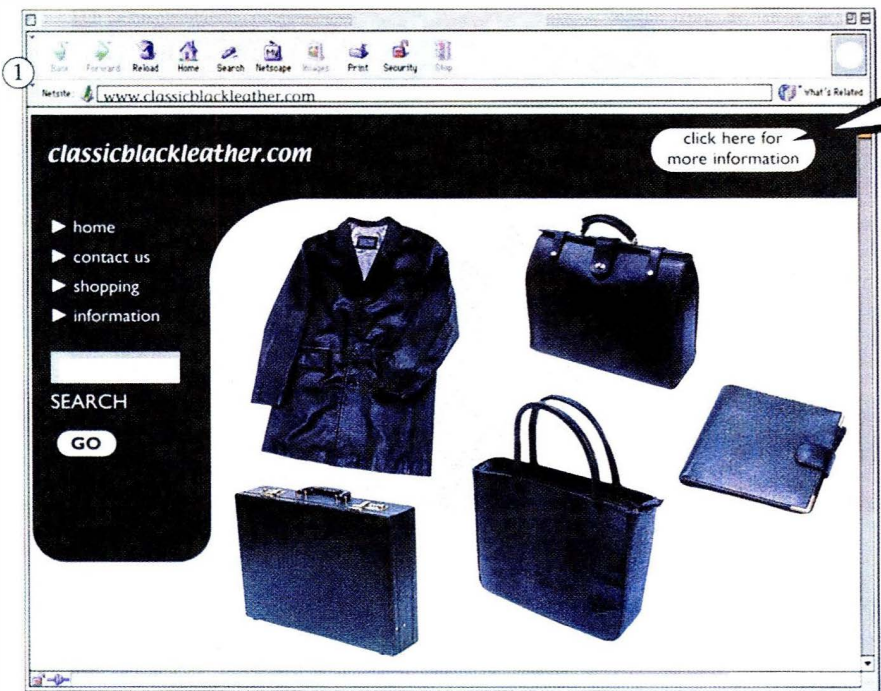 1
Back Forward Reload Home Search Netscape Images Print Security Stop
Netsite: www.classicblackleather.com What's Related
classicblackleather.com
click here for
more information
home
contact us
shopping
information
SEARCH
GO